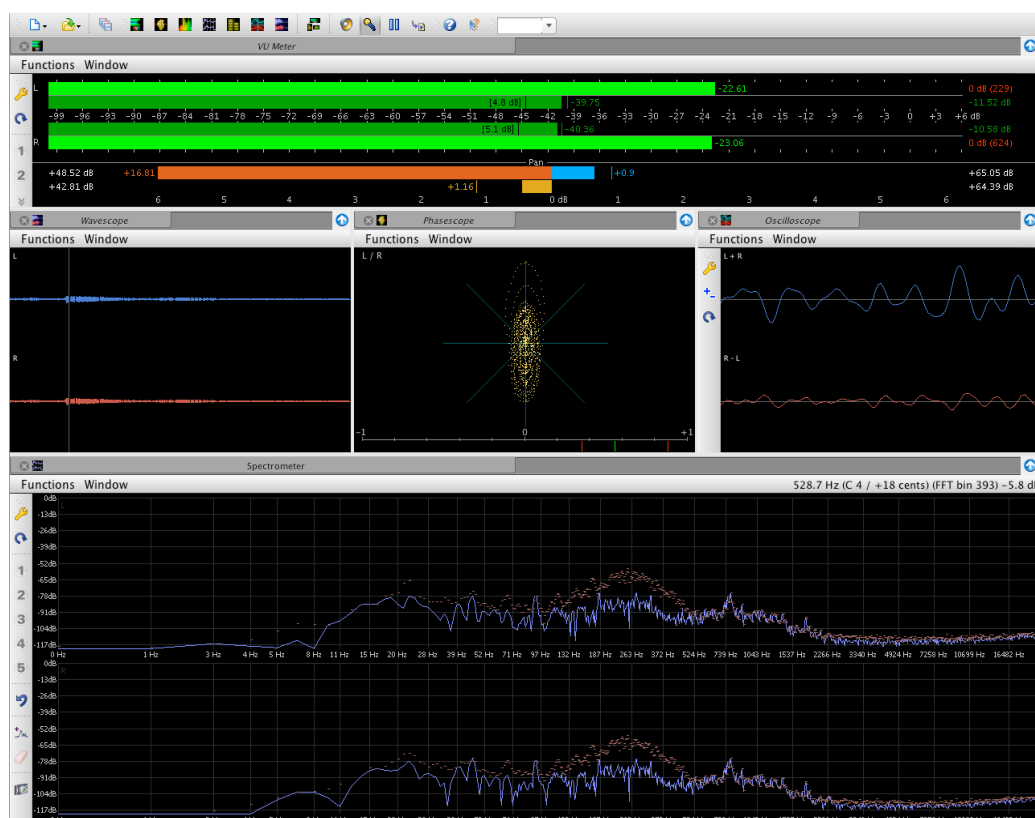 VU Meter
Functions Window
L -22.61 0 dB (229)
[4.8 dB] -39.75 -11.52 dB
-99 -96 -93 -90 -87 -84 -81 -78 -75 -72 -69 -66 -63 -60 -57 -54 -51 -48 -45 -42 -39 -36 -33 -30 -27 -24 -21 -18 -15 -12 -9 -6 -3 0 +3 +6 dB
[5.1 dB] -40.36 -10.58 dB
R -23.06 0 dB (624)
Pan
+48.52 dB +16.81 +0.9 +65.05 dB
+42.81 dB +1.16 +64.39 dB
6 5 4 3 2 1 0 dB 1 2 3 4 5 6
1
2
Wavescope Phasescope Oscilloscope
Functions Window Functions Window Functions Window
L L / R L + R
R R - L
-1 0 +1
Spectrometer
Functions Window 528.7 Hz (C 4 / +18 cents) (FFT bin 393) -5.8 d
0dB
L
-13dB
-26dB
-39dB
-52dB
-65dB
-78dB
-91dB
-104dB
-117dB
0 Hz 1 Hz 3 Hz 4 Hz 5 Hz 8 Hz 11 Hz 15 Hz 20 Hz 28 Hz 39 Hz 52 Hz 71 Hz 97 Hz 132 Hz 187 Hz 263 Hz 372 Hz 524 Hz 739 Hz 1043 Hz 1537 Hz 2266 Hz 3340 Hz 4924 Hz 7258 Hz 10699 Hz 16482 Hz
0dB
R
-13dB
-26dB
-39dB
-52dB
-65dB
-78dB
-91dB
-104dB
-117dB
1
2
3
4
5